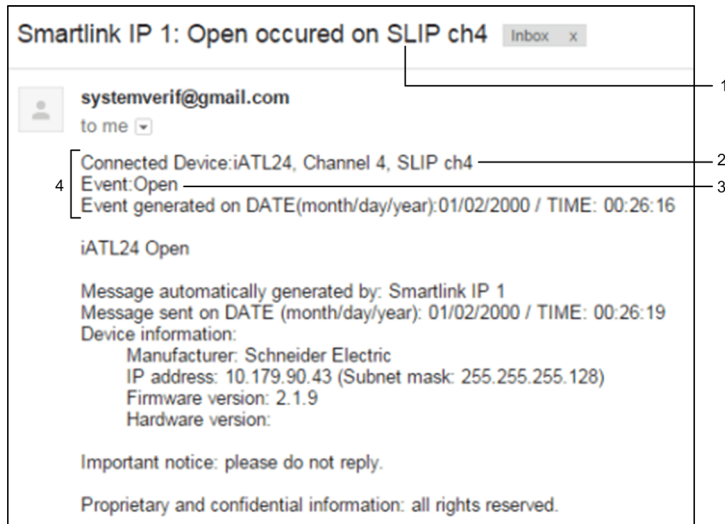 Smartlink IP 1: Open occured on SLIP ch4 Inbox x
1
systemverif@gmail.com
to me
Connected Device:iATL24, Channel 4, SLIP ch4
2
4
Event:Open
3
Event generated on DATE(month/day/year):01/02/2000 / TIME: 00:26:16
iATL24 Open
Message automatically generated by: Smartlink IP 1
Message sent on DATE (month/day/year): 01/02/2000 / TIME: 00:26:19
Device information:
Manufacturer: Schneider Electric
IP address: 10.179.90.43 (Subnet mask: 255.255.255.128)
Firmware version: 2.1.9
Hardware version:
Important notice: please do not reply.
Proprietary and confidential information: all rights reserved.